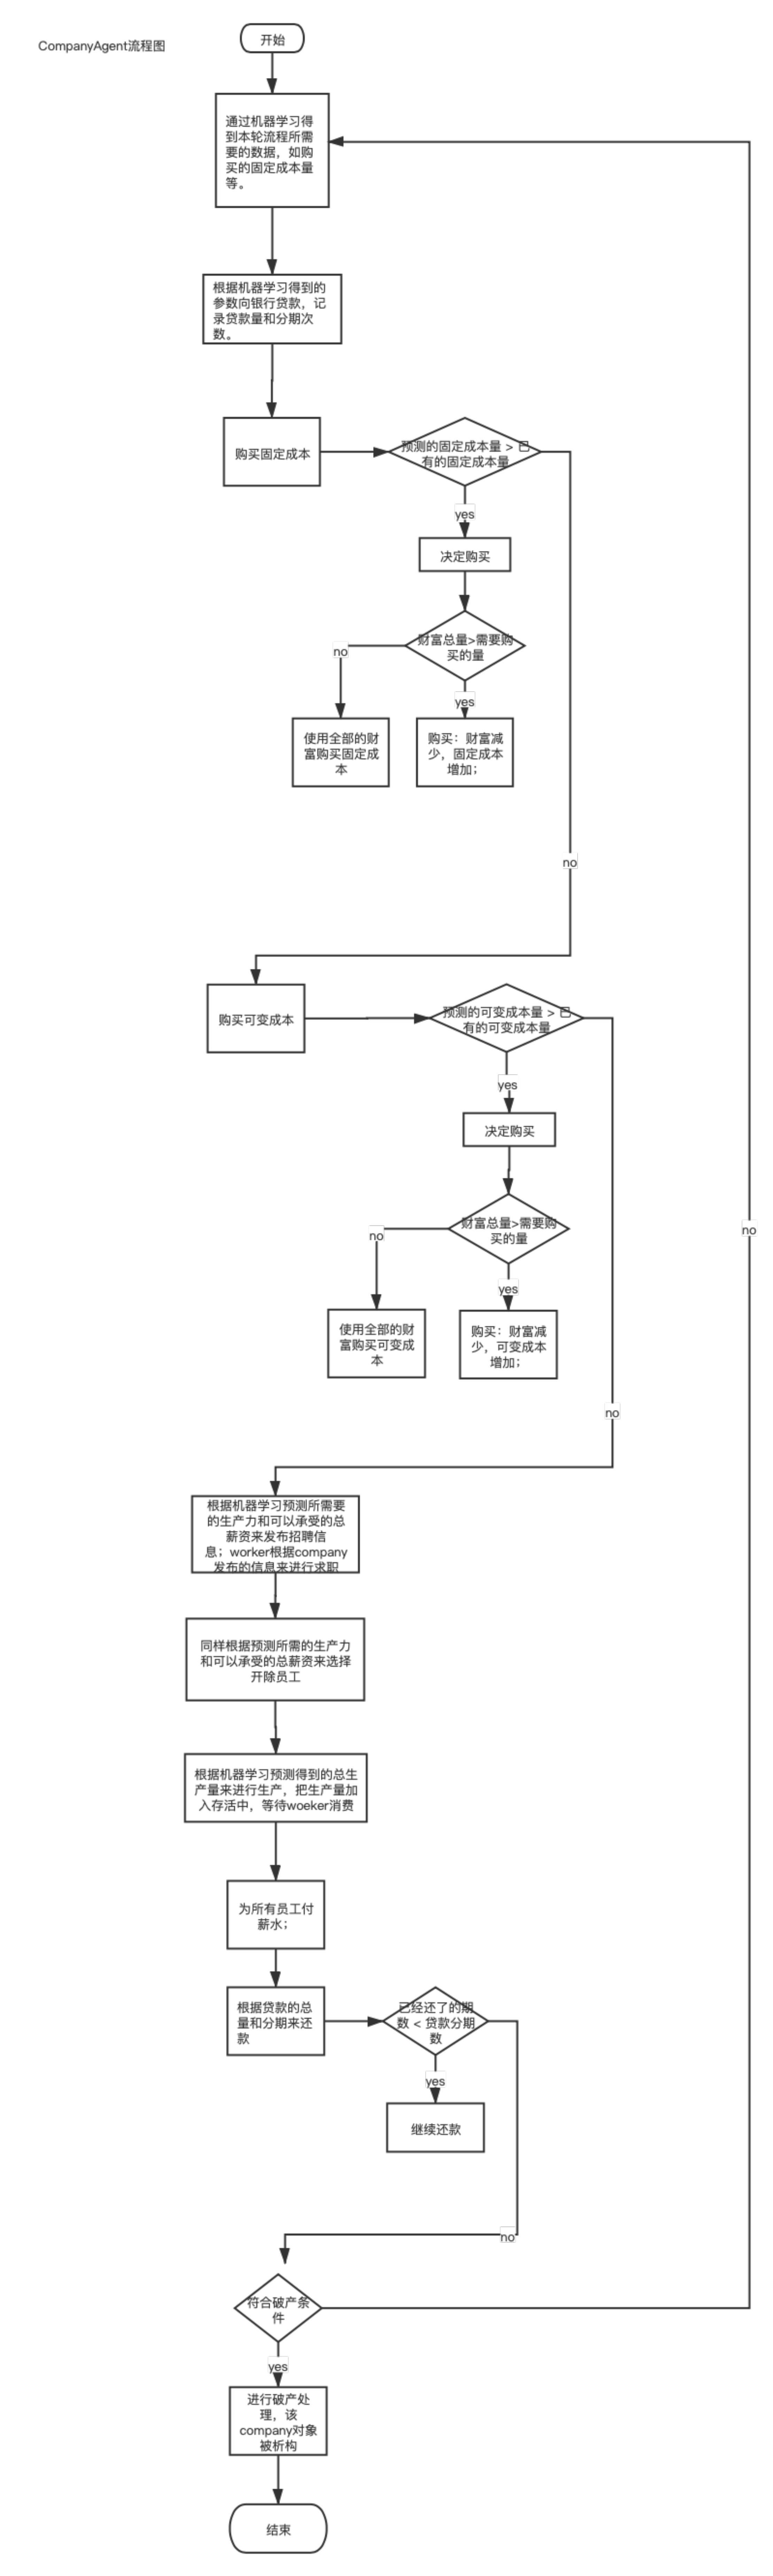 开始
CompanyAgent流程图
通过机器学习得
到本轮流程所需
要的数据，如购
买的固定成本量
等。
根据机器学习得到的
参数向银行贷款，记
录贷款量和分期次
数。
购买固定成本
预测的固定成本量 > 已
有的固定成本量
yes
决定购买
财富总量>需要购
买的量
no
yes
使用全部的财
富购买固定成
本
购买：财富减
少，固定成本
增加；
no
购买可变成本
预测的可变成本量 > 已
有的可变成本量
yes
决定购买
财富总量>需要购
买的量
no
no
yes
使用全部的财
富购买可变成
本
购买：财富减
少，可变成本
增加；
no
根据机器学习预测所需要
的生产力和可以承受的总
薪资来发布招聘信
息；worker根据company
发布的信息来进行求职
同样根据预测所需的生产力
和可以承受的总薪资来选择
开除员工
根据机器学习预测得到的总生
产量来进行生产，把生产量加
入存活中，等待woeker消费
为所有员工付
薪水；
根据贷款的总
量和分期来还
款
已经还了的期
数 < 贷款分期
数
yes
继续还款
no
符合破产条
件
yes
进行破产处
理，该
company对象
被析构
结束